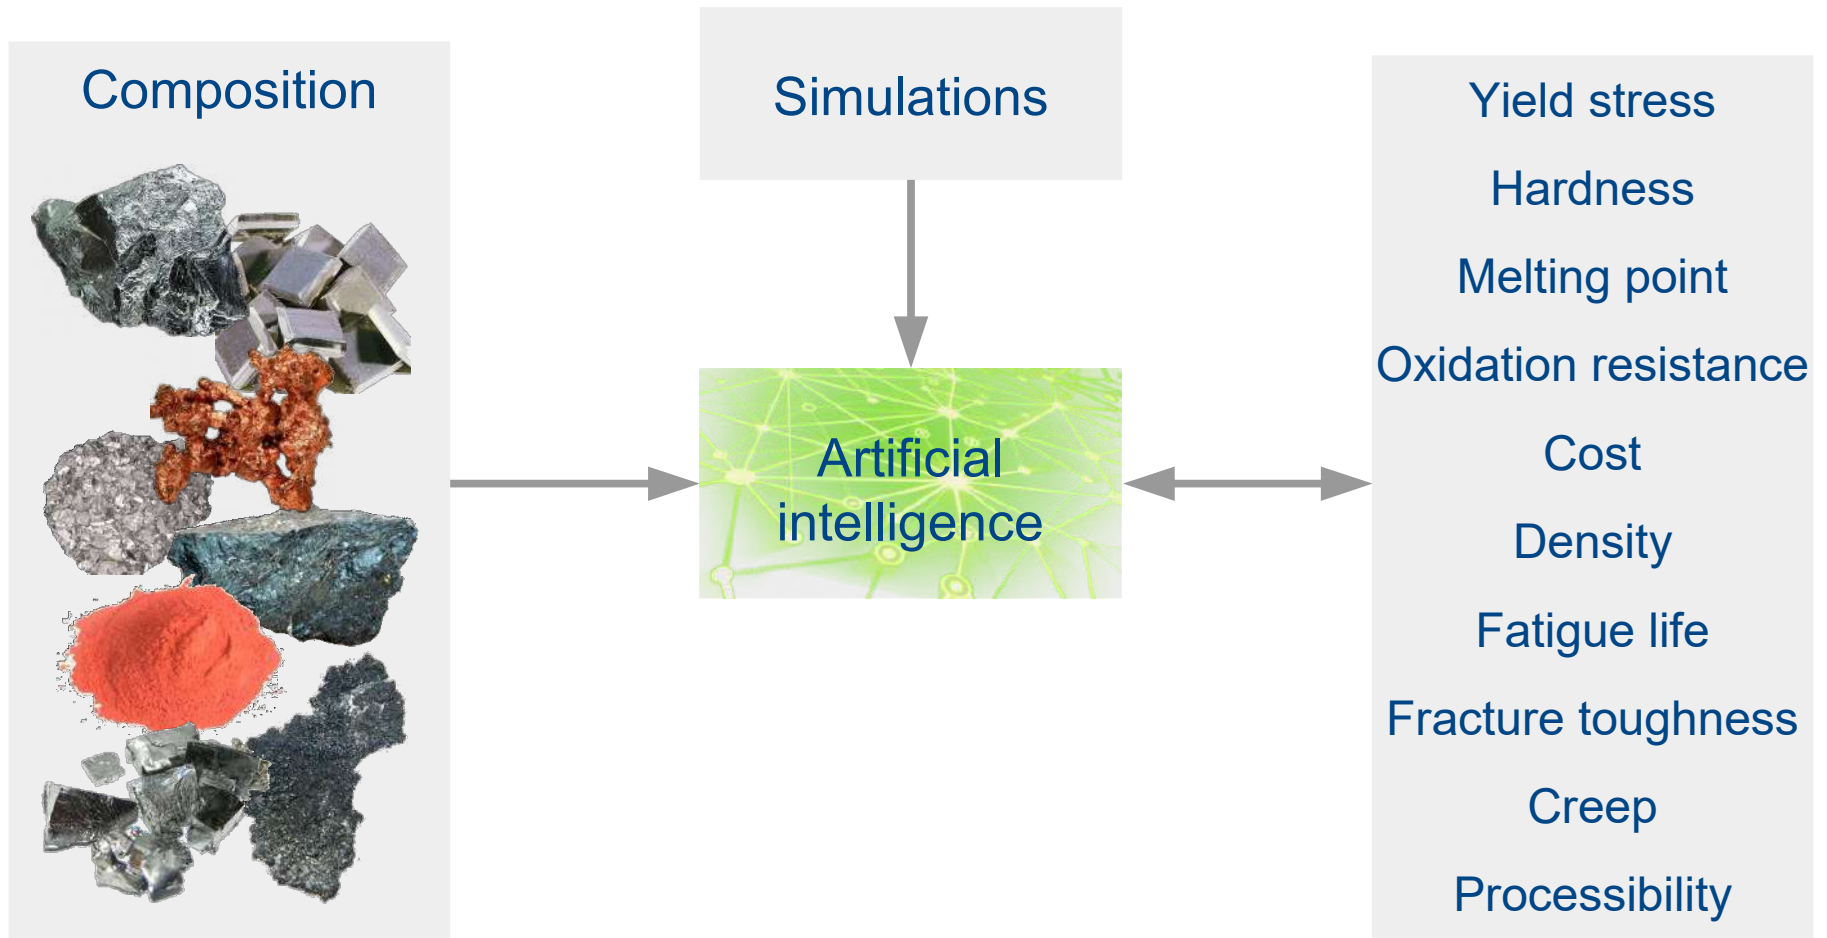 Composition
Simulations
Artificial
intelligence
Yield stress
Hardness
Melting point
Oxidation resistance
Cost
Density
Fatigue life
Fracture toughness
Creep
Processibility